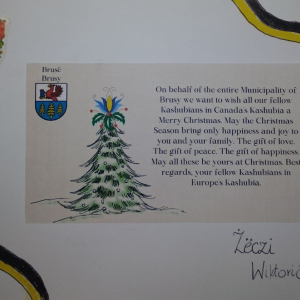 Brusë
Brusy
On behalf of the entire Municipality of
Brusy we want to wish all our fellow
Kashubians in Canada's Kashubia a
Merry Christmas. May the Christmas
Season bring only happiness and joy to
you and your family. The gift of love.
The gift of peace. The gift of happiness.
May all these be yours at Christmas. Best
regards, your fellow Kashubians in
Europe's Kashubia.
Żëczi